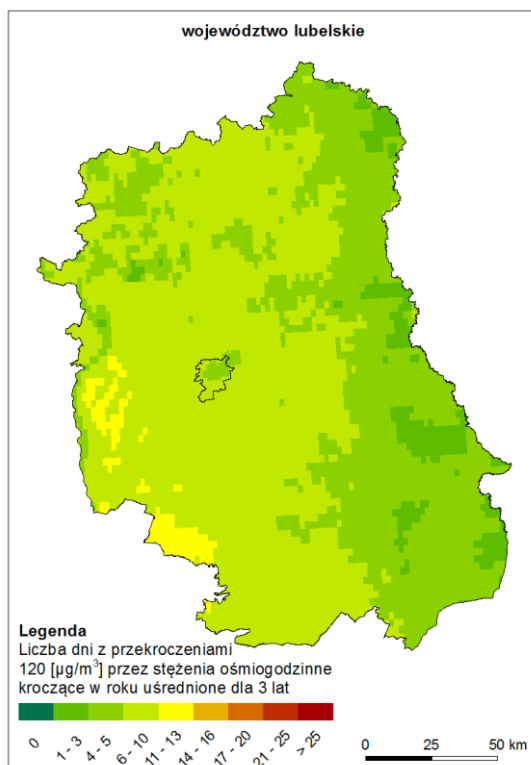 województwo lubelskie
Legenda
Liczba dni z przekroczeniami
120 [µg/m³] przez stężenia ośmiogodzinne
kroczące w roku uśrednione dla 3 lat
0 1 - 3 4 - 5 6 - 10 11 - 13 14 - 16 17 - 20 21 - 25 > 25
0 25 50 km